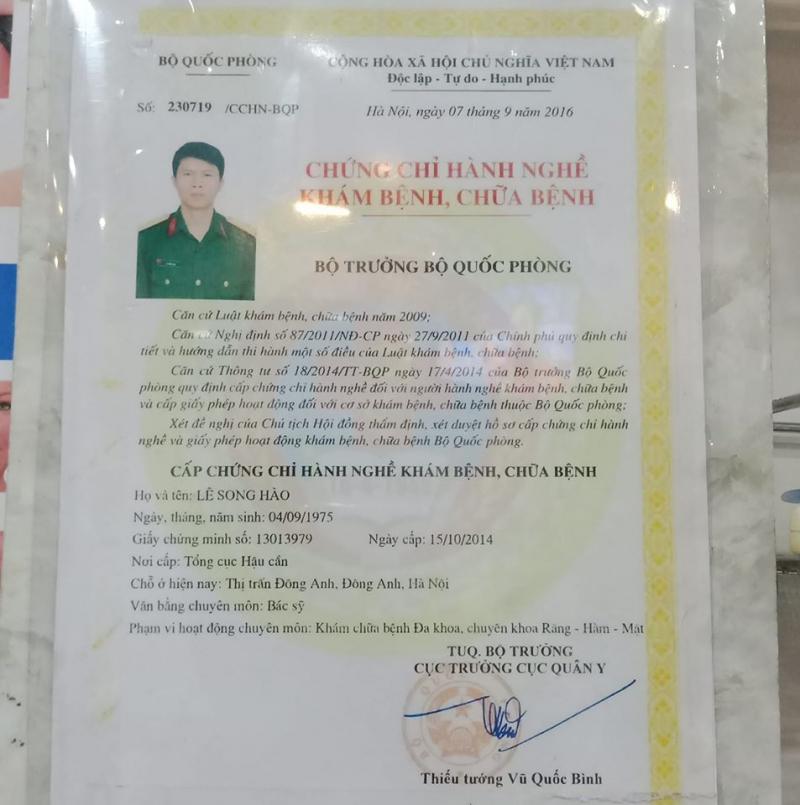 BỘ QUỐC PHÒNG
CỘNG HÒA XÃ HỘI CHỦ NGHĨA VIỆT NAM
Độc lập - Tự do - Hạnh phúc
Số: 230719 /CCHN-BQP
Hà Nội, ngày 07 tháng 9 năm 2016
CHỨNG CHỈ HÀNH NGHỀ
KHÁM BỆNH, CHỮA BỆNH
BỘ TRƯỞNG BỘ QUỐC PHÒNG
Căn cứ Luật khám bệnh, chữa bệnh năm 2009;
Căn cứ Nghị định số 87/2011/NĐ-CP ngày 27/9/2011 của Chính phủ quy định chi
tiết và hướng dẫn thi hành một số điều của Luật khám bệnh, chữa bệnh;
Căn cứ Thông tư số 18/2014/TT-BQP ngày 17/4/2014 của Bộ trưởng Bộ Quốc
phòng quy định cấp chứng chỉ hành nghề đối với người hành nghề khám bệnh, chữa bệnh
và cấp giấy phép hoạt động đối với cơ sở khám bệnh, chữa bệnh thuộc Bộ Quốc phòng;
Xét đề nghị của Chủ tịch Hội đồng thẩm định, xét duyệt hồ sơ cấp chứng chỉ hành
nghề và giấy phép hoạt động khám bệnh, chữa bệnh Bộ Quốc phòng.
CẤP CHỨNG CHỈ HÀNH NGHỀ KHÁM BỆNH, CHỮA BỆNH
Họ và tên: LÊ SONG HÀO
Ngày, tháng, năm sinh: 04/09/1975
Giấy chứng minh số: 13013979 Ngày cấp: 15/10/2014
Nơi cấp: Tổng cục Hậu cần
Chỗ ở hiện nay: Thị trấn Đông Anh, Đông Anh, Hà Nội
Văn bằng chuyên môn: Bác sỹ
Phạm vi hoạt động chuyên môn: Khám chữa bệnh Đa khoa, chuyên khoa Răng - Hàm - Mặt
TUQ. BỘ TRƯỞNG
CỤC TRƯỞNG CỤC QUÂN Y
Thiếu tướng Vũ Quốc Bình